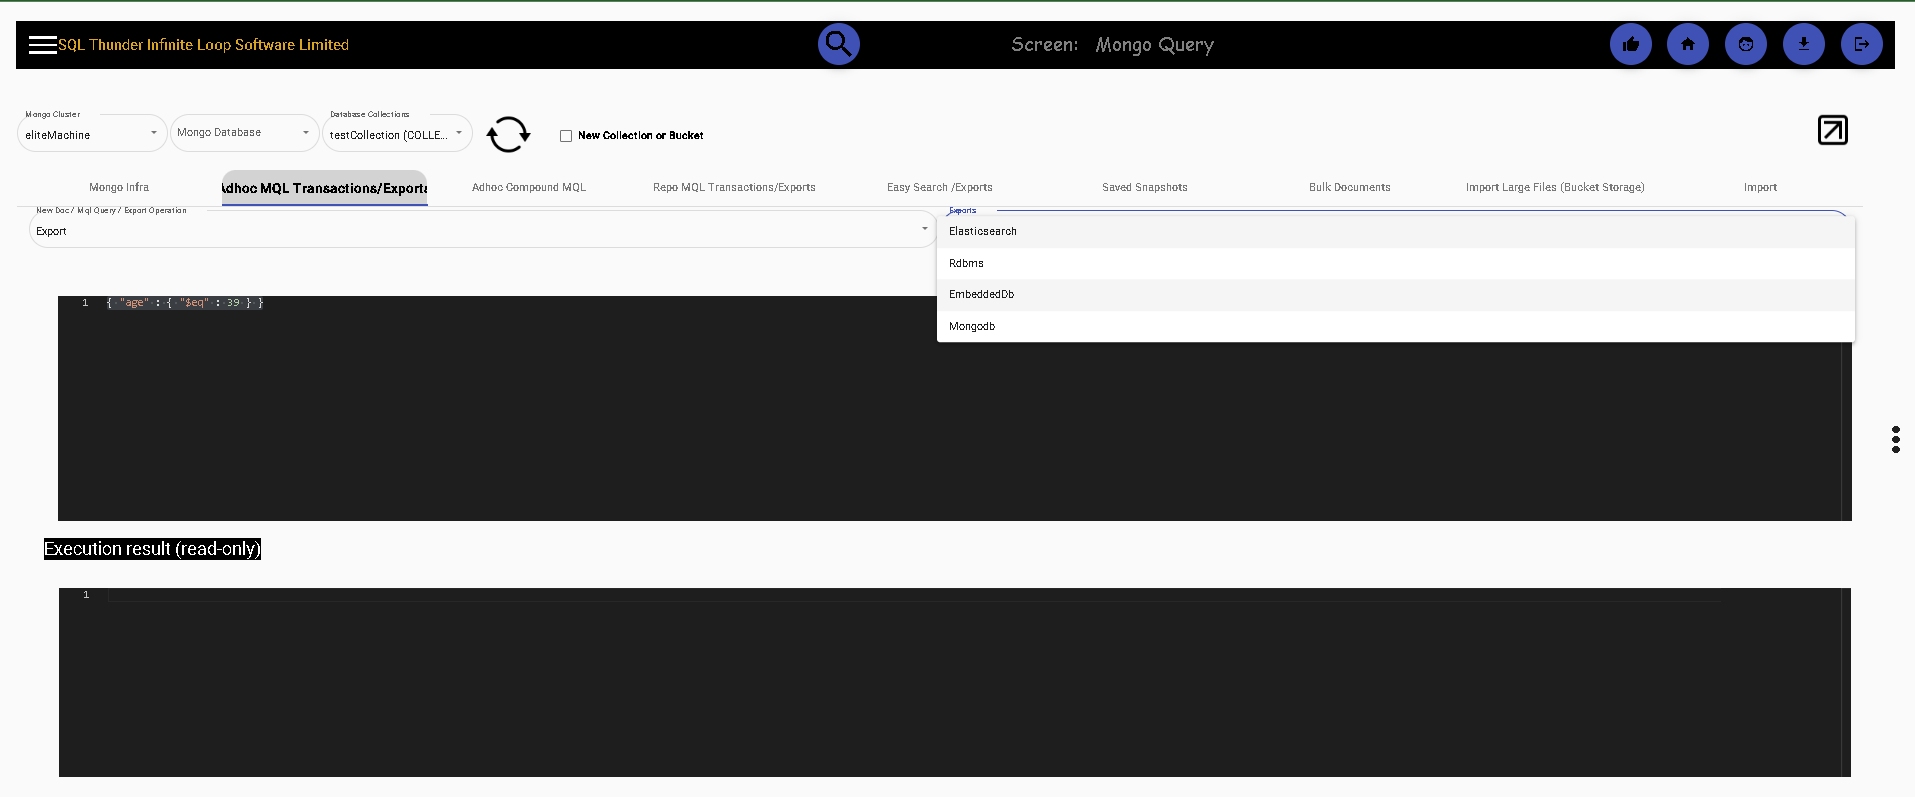 SQL Thunder Infinite Loop Software Limited
Screen: Mongo Query
Mongo Cluster
eliteMachine
Mongo Database
Database Collections
testCollection (COLLE...
New Collection or Bucket
Mongo Infra
Adhoc MQL Transactions/Exports
Adhoc Compound MQL
Repo MQL Transactions/Exports
Easy Search /Exports
Saved Snapshots
Bulk Documents
Import Large Files (Bucket Storage)
Import
New Doc / Mql Query / Export Operation
Export
Exports
Elasticsearch
Rdbms
EmbeddedDb
Mongodb
1 { "age" : { "$eq" : 39 } }
Execution result (read-only)
1